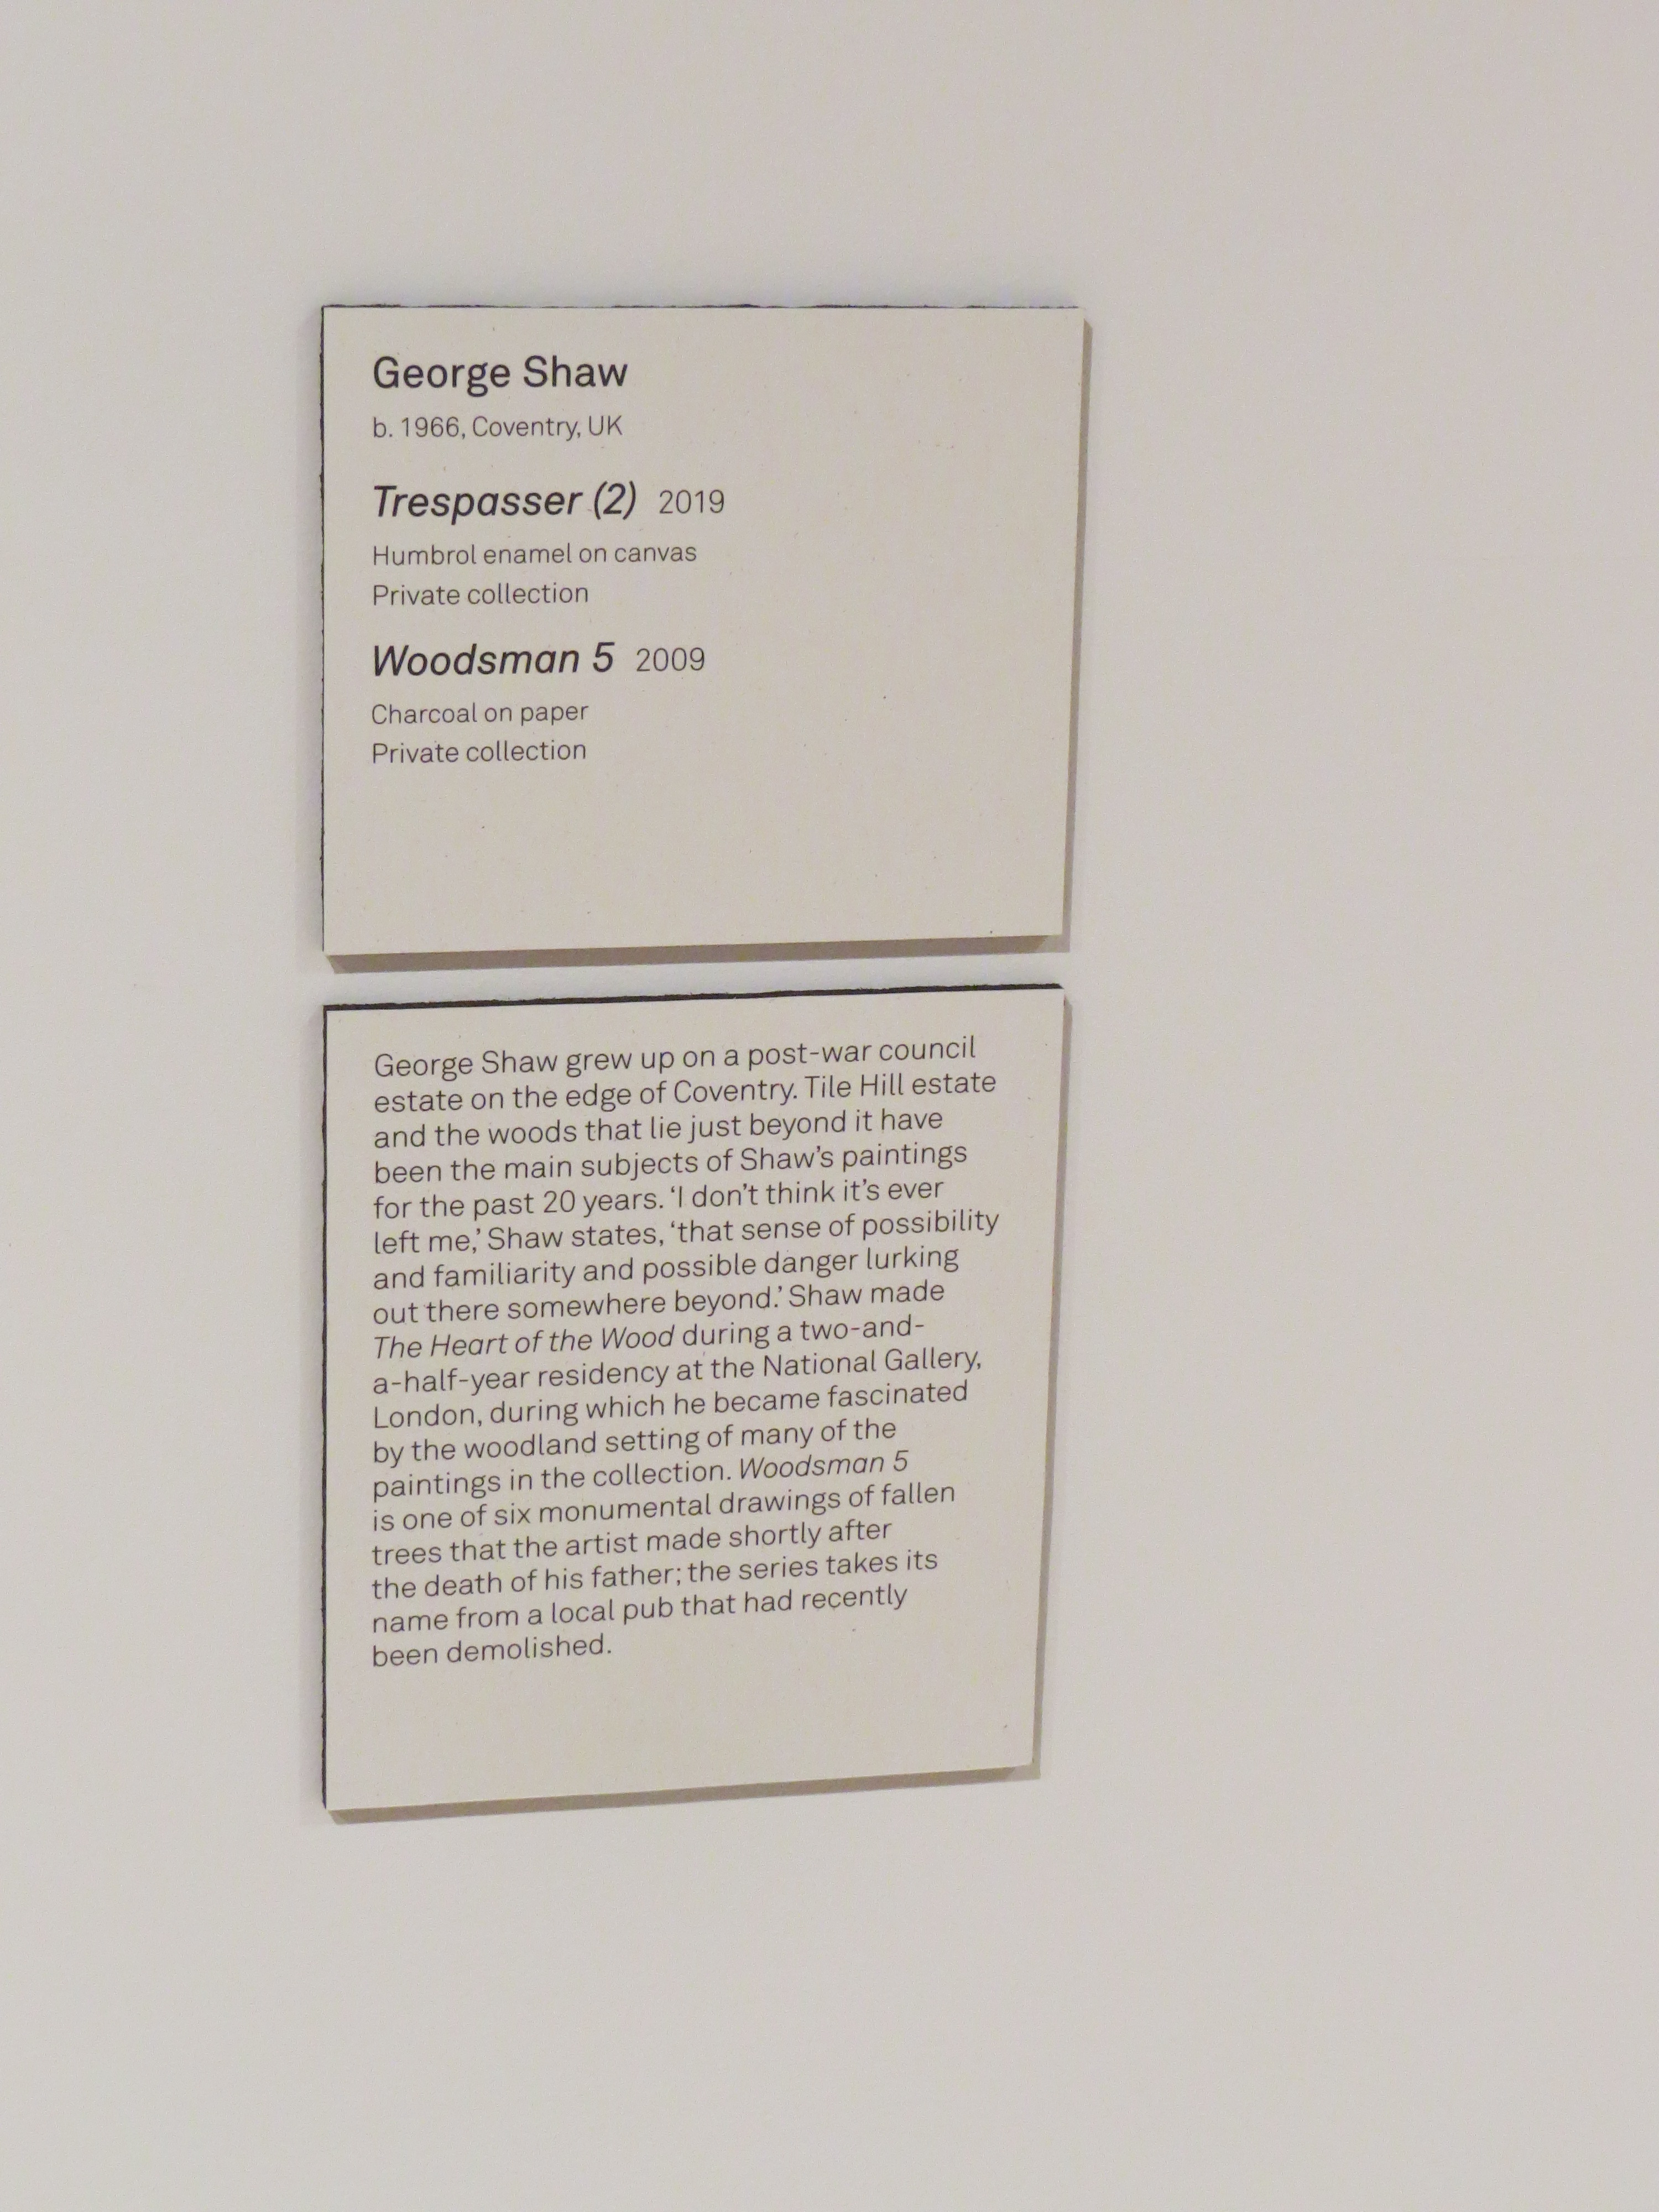 George Shaw
b. 1966, Coventry, UK
Trespasser (2) 2019
Humbrol enamel on canvas
Private collection
Woodsman 5 2009
Charcoal on paper
Private collection
George Shaw grew up on a post-war council
estate on the edge of Coventry. Tile Hill estate
and the woods that lie just beyond it have
been the main subjects of Shaw’s paintings
for the past 20 years. ‘I don’t think it’s ever
left me,’ Shaw states, ‘that sense of possibility
and familiarity and possible danger lurking
out there somewhere beyond.’ Shaw made
The Heart of the Wood during a two-and-
a-half-year residency at the National Gallery,
London, during which he became fascinated
by the woodland setting of many of the
paintings in the collection. Woodsman 5
is one of six monumental drawings of fallen
trees that the artist made shortly after
the death of his father; the series takes its
name from a local pub that had recently
been demolished.